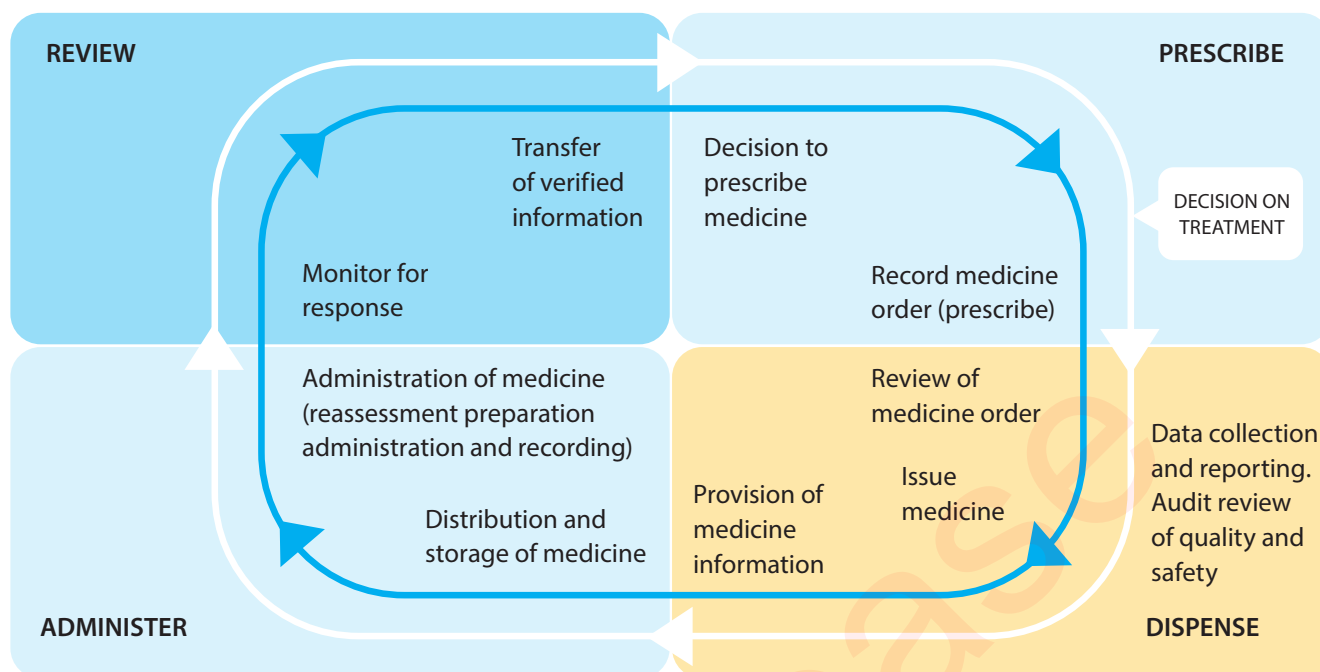 REVIEW
PRESCRIBE
Transfer
of verified
information
Decision to
prescribe
medicine
DECISION ON
TREATMENT
Monitor for
response
Record medicine
order (prescribe)
Administration of medicine
(reassessment preparation
administration and recording)
Review of
medicine order
Data collection
and reporting.
Audit review
of quality and
safety
Issue
medicine
Provision of
medicine
information
Distribution and
storage of medicine
ADMINISTER
DISPENSE
ase